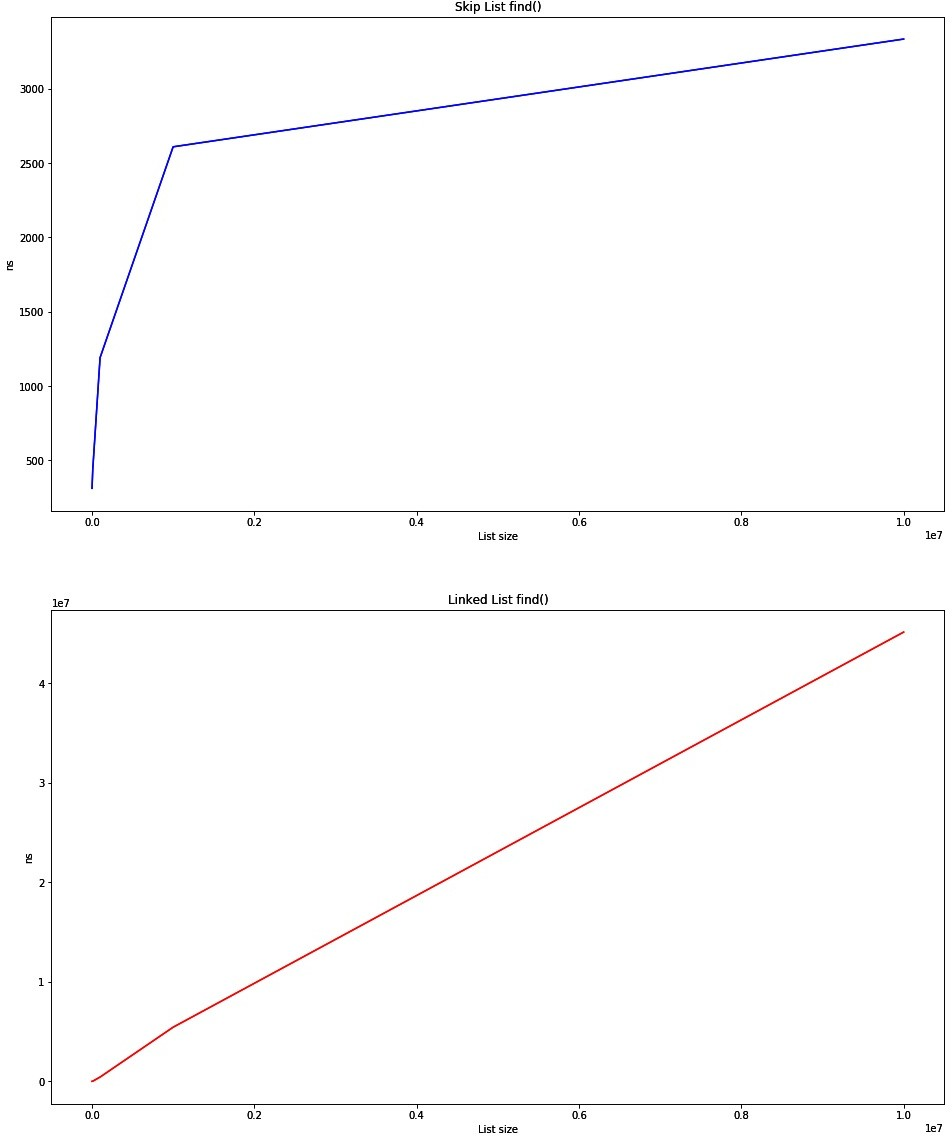 Skip List find()
3000
2500
2000
1500
1000
500
ns
0.0 0.2 0.4 0.6 0.8 1.0
1e7
List size
Linked List find()
1e7
4
3
2
1
0
ns
0.0 0.2 0.4 0.6 0.8 1.0
1e7
List size